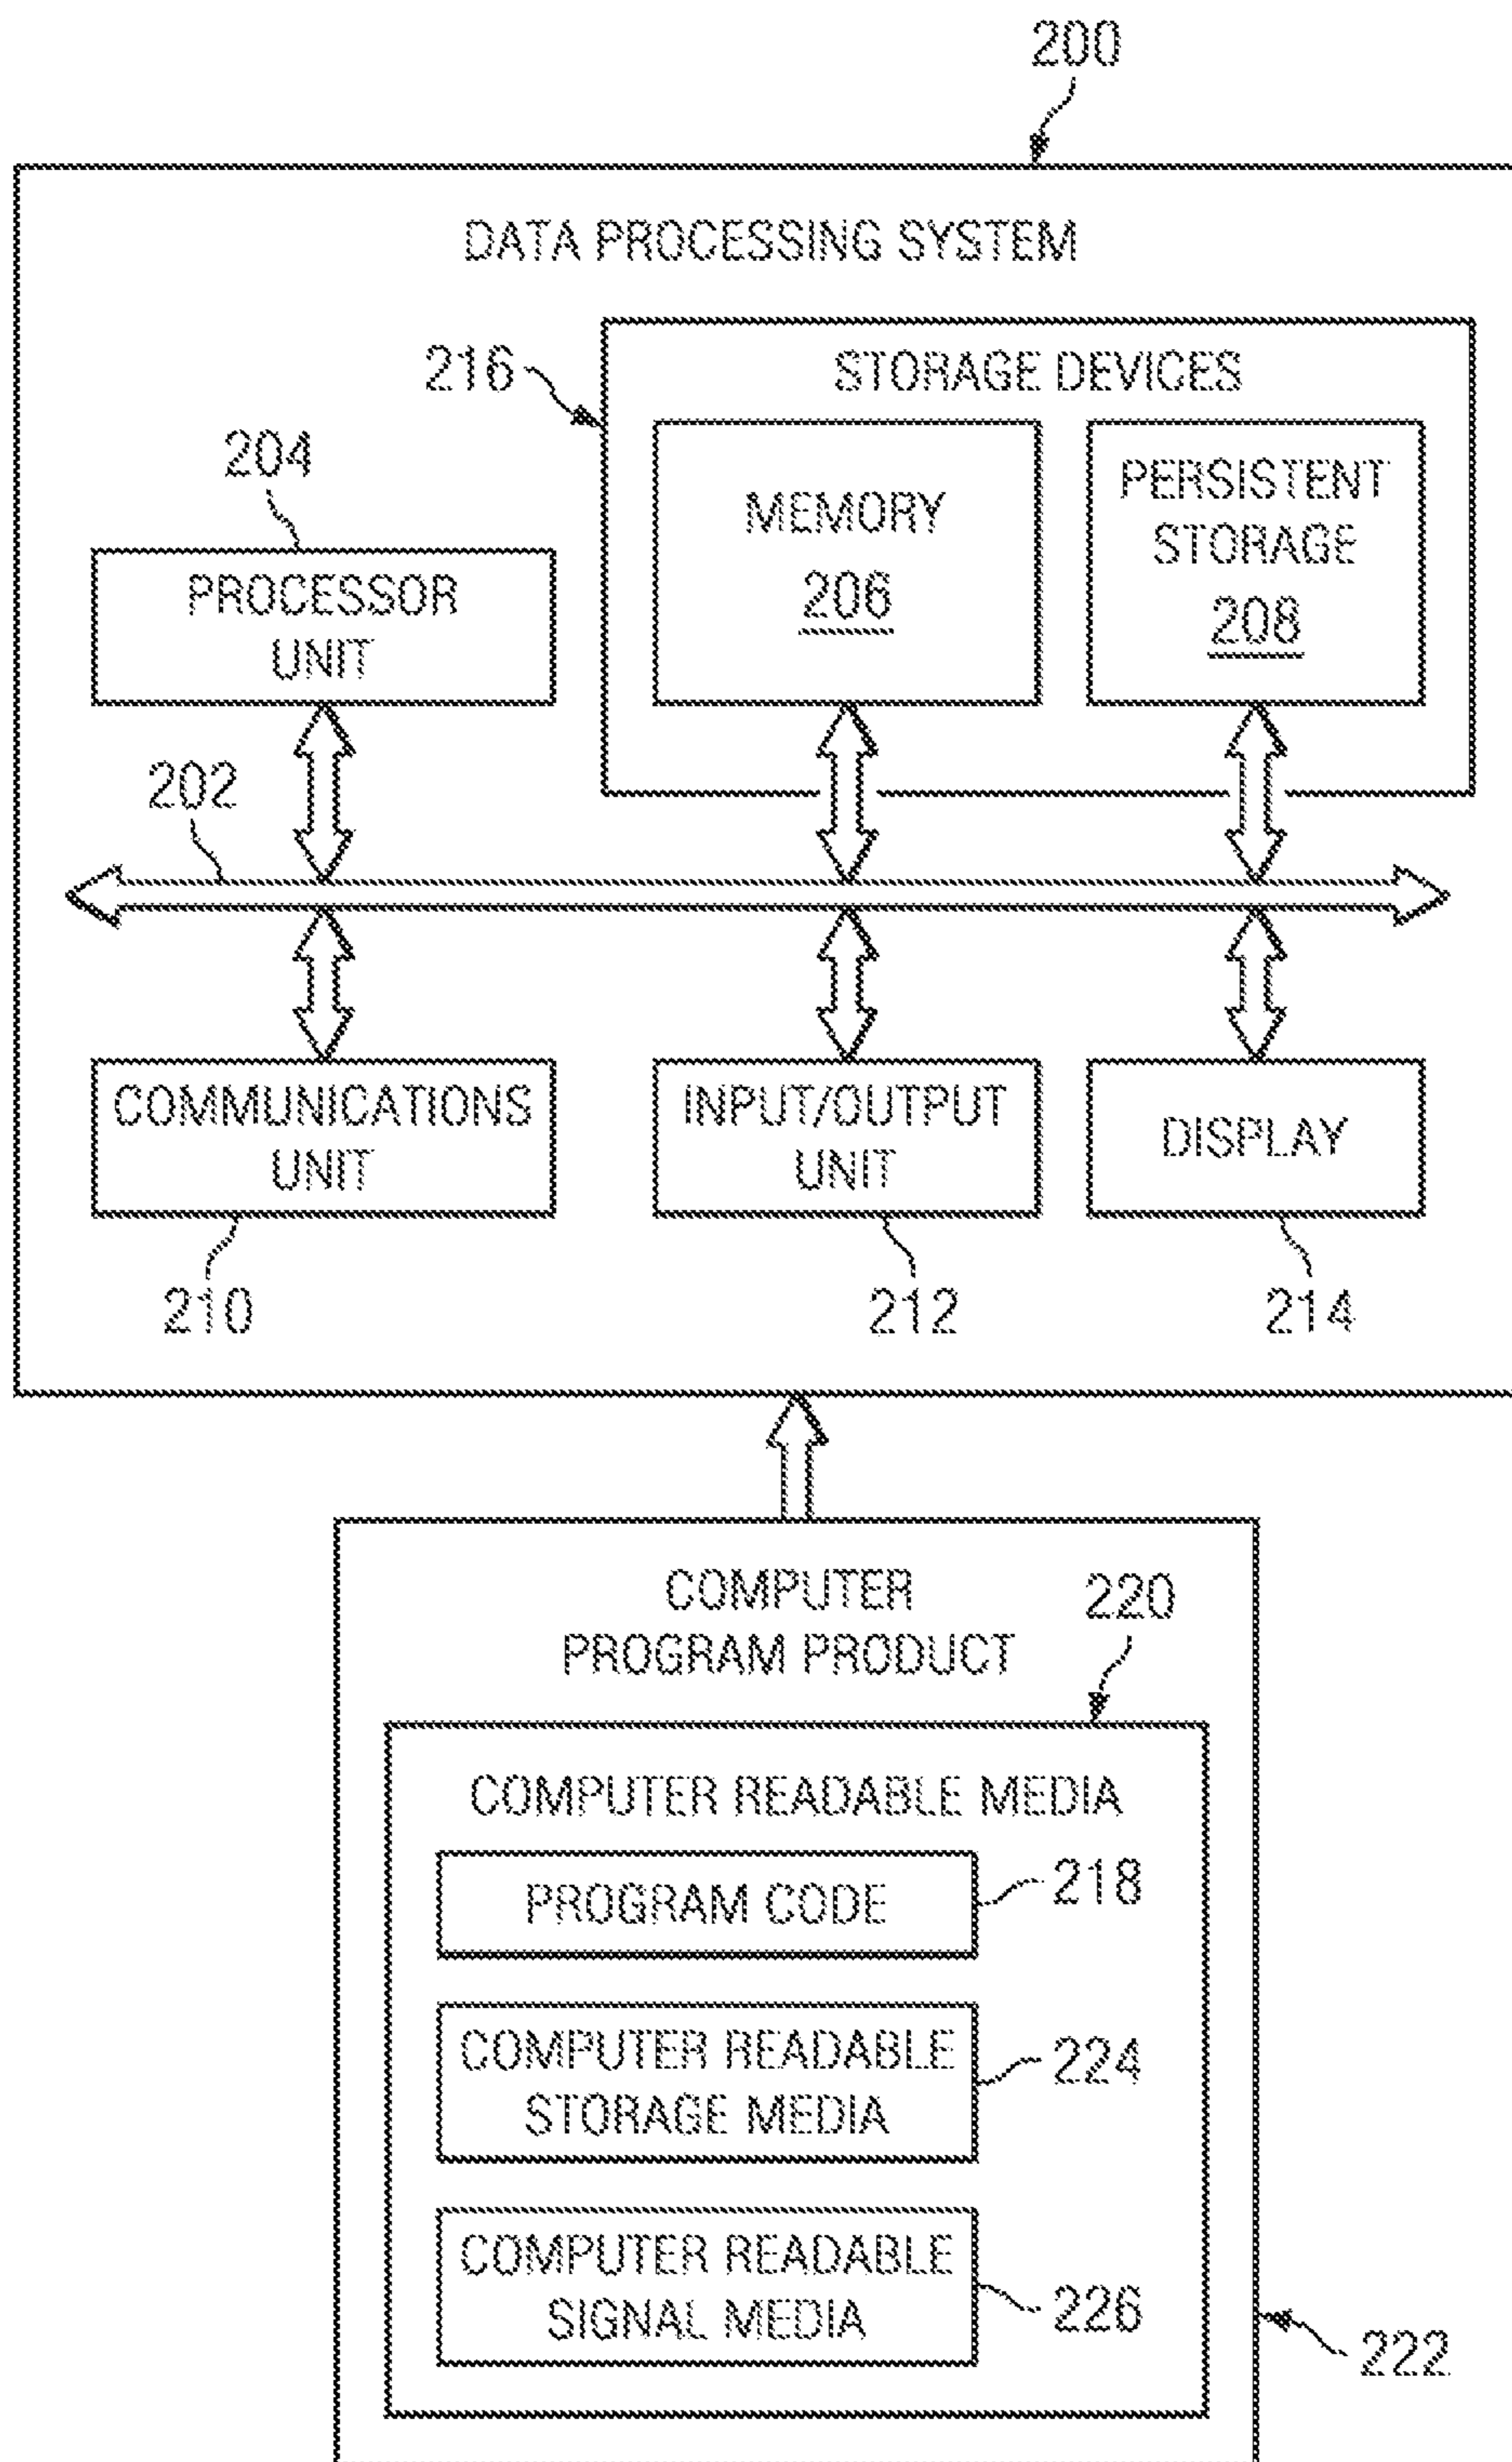 200
DATA PROCESSING SYSTEM
216
STORAGE DEVICES
204
MEMORY
206
PERSISTENT
STORAGE
208
PROCESSOR
UNIT
202
COMMUNICATIONS
UNIT
INPUT/OUTPUT
UNIT
DISPLAY
210
212
214
COMPUTER
PROGRAM PRODUCT
220
COMPUTER READABLE MEDIA
PROGRAM CODE
218
COMPUTER READABLE
STORAGE MEDIA
224
COMPUTER READABLE
SIGNAL MEDIA
226
222